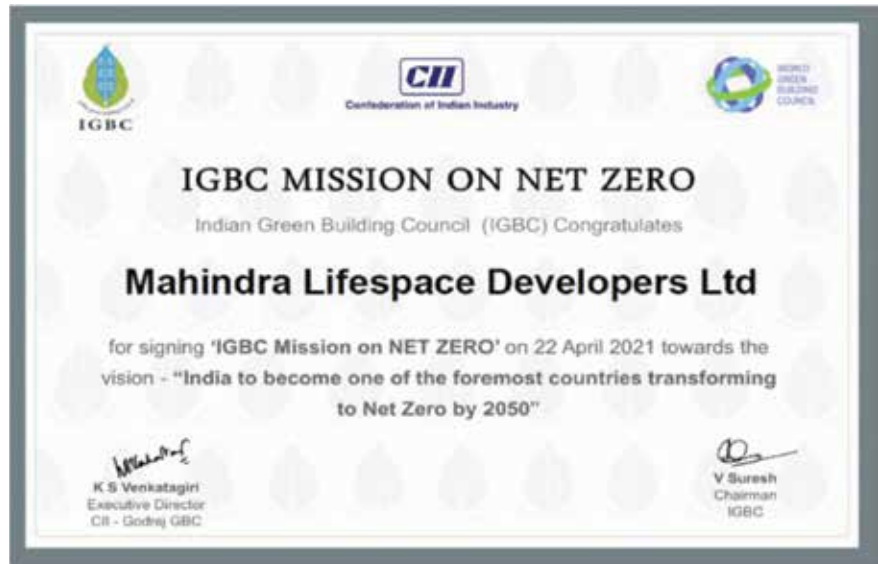 IGBC
CII
Confederation of Indian Industry
WORLD
GREEN
BUILDING
COUNCIL
IGBC MISSION ON NET ZERO
Indian Green Building Council (IGBC) Congratulates
Mahindra Lifespace Developers Ltd
for signing 'IGBC Mission on NET ZERO' on 22 April 2021 towards the
vision - "India to become one of the foremost countries transforming
to Net Zero by 2050"
K S Venkatagiri
Executive Director
CII - Godrej GBC
V Suresh
Chairman
IGBC